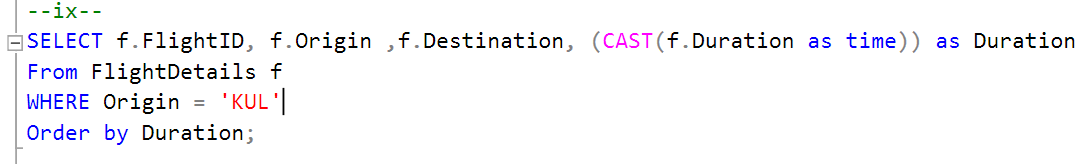 --ix--
SELECT f.FlightID, f.Origin ,f.Destination, (CAST(f.Duration as time)) as Duration
From FlightDetails f
WHERE Origin = 'KUL'
Order by Duration;